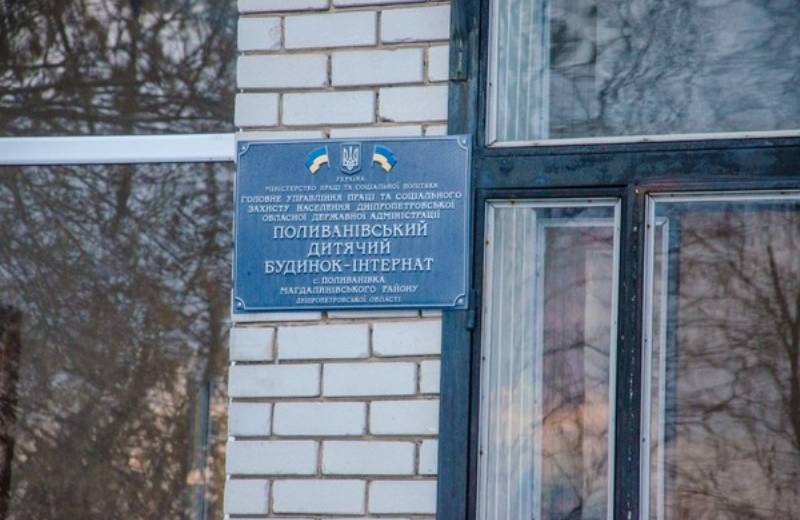 УКРАЇНА
МІНІСТЕРСТВО ПРАЦІ ТА СОЦІАЛЬНОЇ ПОЛІТИКИ
ГОЛОВНЕ УПРАВЛІННЯ ПРАЦІ ТА СОЦІАЛЬНОГО
ЗАХИСТУ НАСЕЛЕННЯ ДНІПРОПЕТРОВСЬКОЇ
ОБЛАСНОЇ ДЕРЖАВНОЇ АДМІНІСТРАЦІЇ
ПОЛИВАНІВСЬКИЙ
ДИТЯЧИЙ
БУДИНОК-ІНТЕРНАТ
с. ПОЛИВАНІВКА
МАГДАЛИНІВСЬКОГО РАЙОНУ
ДНІПРОПЕТРОВСЬКОЇ ОБЛАСТІ